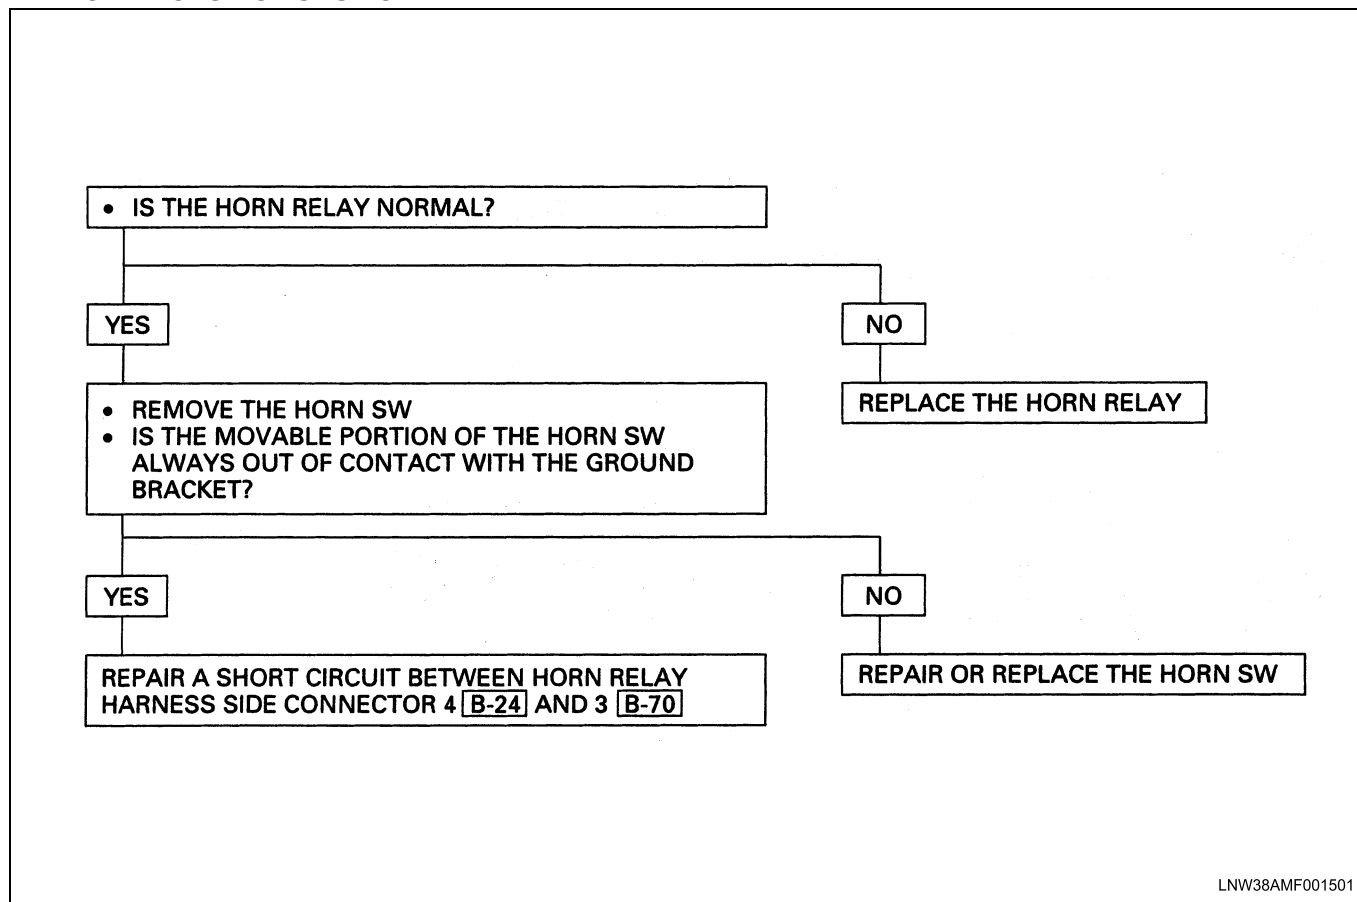 • IS THE HORN RELAY NORMAL?
YES
NO
• REMOVE THE HORN SW
• IS THE MOVABLE PORTION OF THE HORN SW
ALWAYS OUT OF CONTACT WITH THE GROUND
BRACKET?
REPLACE THE HORN RELAY
YES
NO
REPAIR A SHORT CIRCUIT BETWEEN HORN RELAY
HARNESS SIDE CONNECTOR 4 B-24 AND 3 B-70
REPAIR OR REPLACE THE HORN SW
LNW38AMF001501